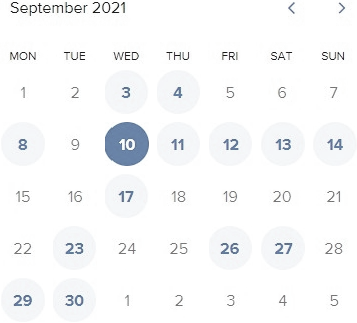 September 2021
MON TUE WED THU FRI SAT SUN
1 2 3 4 5 6 7
8 9 10 11 12 13 14
15 16 17 18 19 20 21
22 23 24 25 26 27 28
29 30 1 2 3 4 5